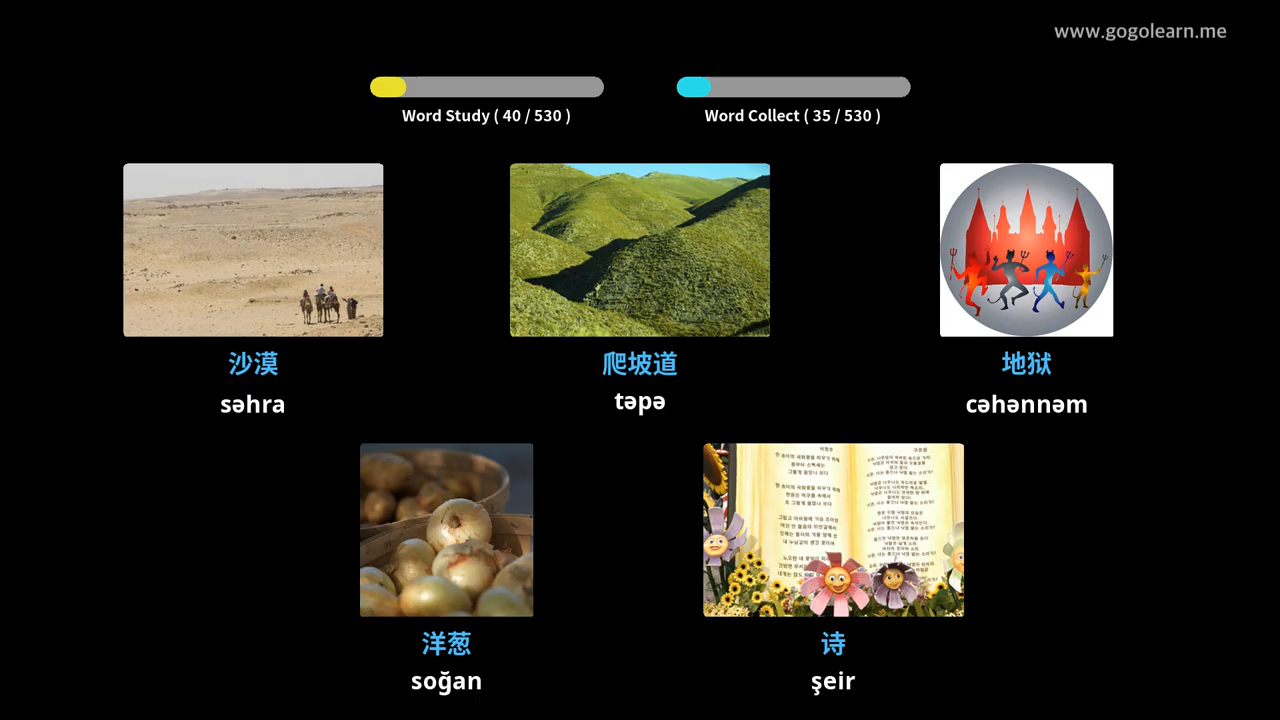 www.gogolearn.me
Word Study ( 40 / 530 )
Word Collect ( 35 / 530 )
沙漠
爬坡道
地狱
səhra
təpə
cəhənnəm
洋葱
诗
soğan
şeir